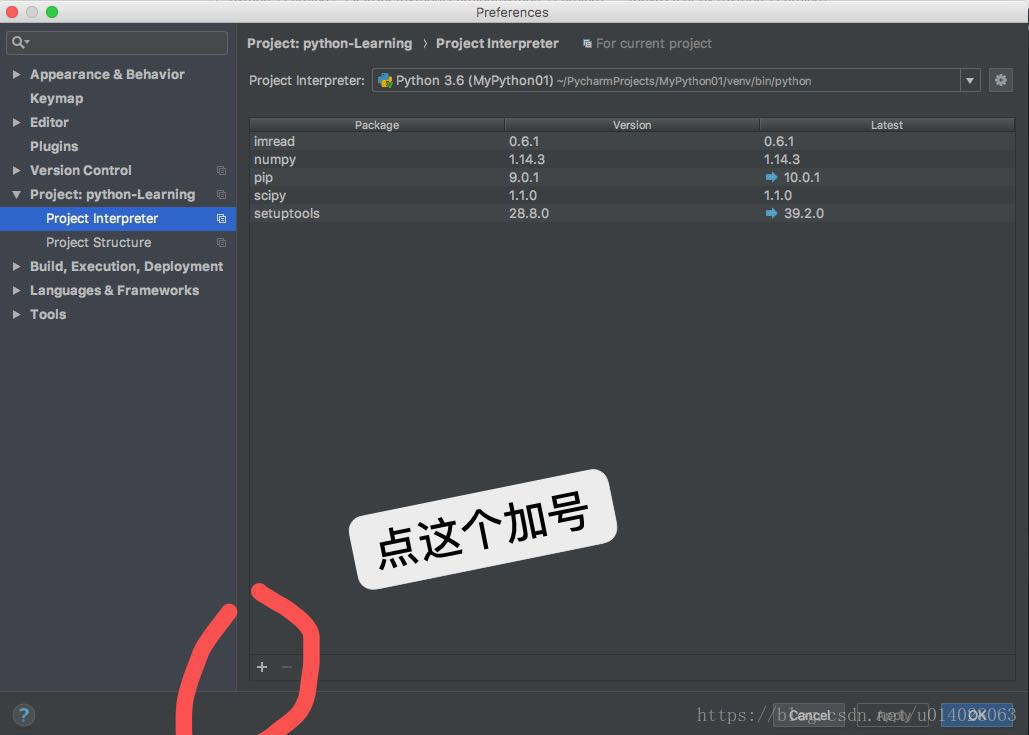 Preferences
Project: python-Learning › Project Interpreter For current project
Appearance & Behavior
Keymap
Editor
Plugins
Version Control
Project: python-Learning
Project Interpreter
Project Structure
Build, Execution, Deployment
Languages & Frameworks
Tools
Project Interpreter: Python 3.6 (MyPython01) ~/PycharmProjects/MyPython01/venv/bin/python
Package Version Latest
imread 0.6.1 0.6.1
numpy 1.14.3 1.14.3
pip 9.0.1 10.0.1
scipy 1.1.0 1.1.0
setuptools 28.8.0 39.2.0
点这个加号
+ −
?
Cancel Apply OK
https://blog.csdn.net/u014028063